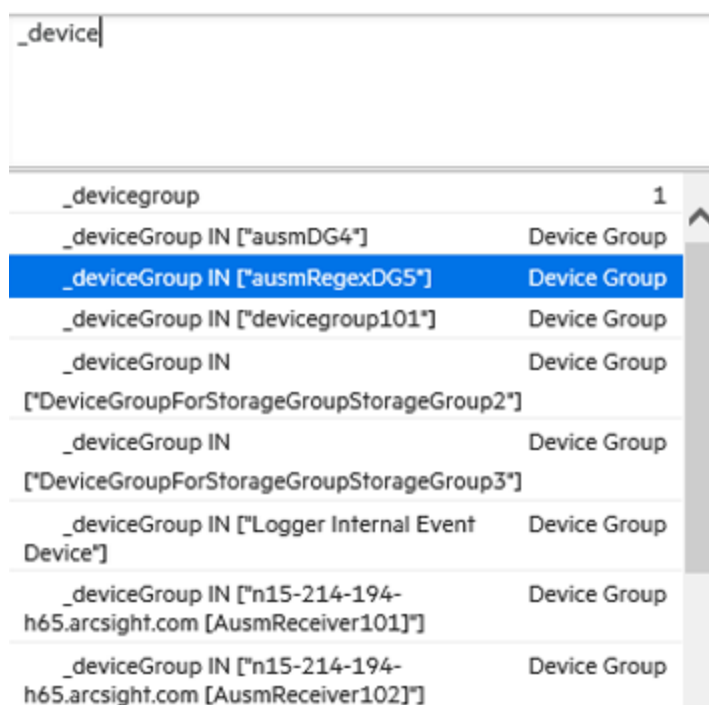 _device
_devicegroup 1
_deviceGroup IN ["ausmDG4"] Device Group
_deviceGroup IN ["ausmRegexDG5"] Device Group
_deviceGroup IN ["devicegroup101"] Device Group
_deviceGroup IN Device Group
["DeviceGroupForStorageGroupStorageGroup2"]
_deviceGroup IN Device Group
["DeviceGroupForStorageGroupStorageGroup3"]
_deviceGroup IN ["Logger Internal Event Device Group
Device"]
_deviceGroup IN ["n15-214-194- Device Group
h65.arcsight.com [AusmReceiver101]"]
_deviceGroup IN ["n15-214-194- Device Group
h65.arcsight.com [AusmReceiver102]"]